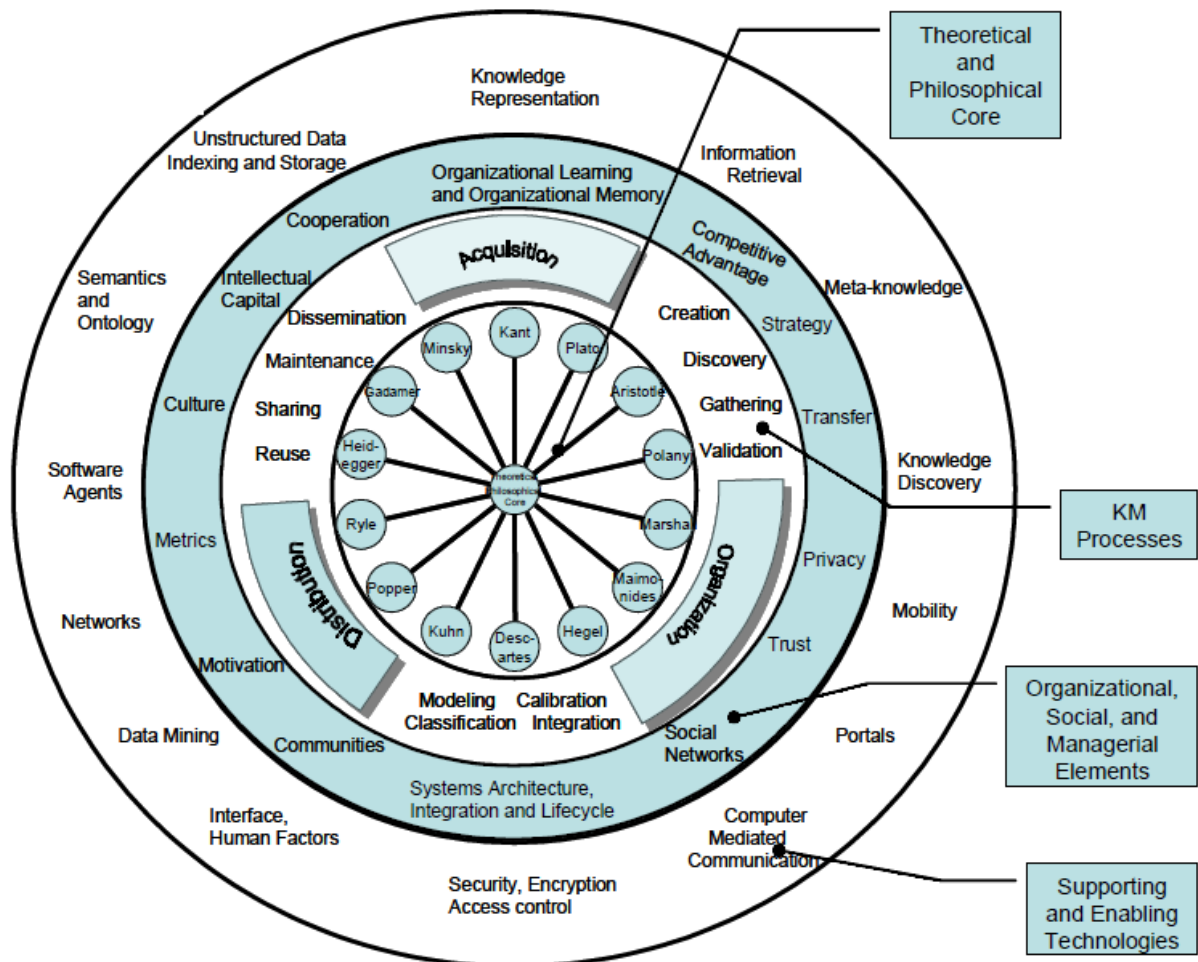 Theoretical
and
Philosophical
Core
KM
Processes
Organizational,
Social, and
Managerial
Elements
Supporting
and Enabling
Technologies
Knowledge
Representation
Information
Retrieval
Meta-knowledge
Knowledge
Discovery
Mobility
Portals
Computer
Mediated
Communication
Security, Encryption
Access control
Interface,
Human Factors
Data Mining
Networks
Software
Agents
Semantics
and
Ontology
Unstructured Data
Indexing and Storage
Organizational Learning
and Organizational Memory
Competitive
Advantage
Strategy
Transfer
Privacy
Trust
Social
Networks
Systems Architecture,
Integration and Lifecycle
Communities
Motivation
Metrics
Culture
Intellectual
Capital
Cooperation
Acquisition
Creation
Discovery
Gathering
Validation
Organization
Calibration
Integration
Modeling
Classification
Distribution
Reuse
Sharing
Maintenance
Dissemination
Kant
Plato
Aristotle
Polany
Marshal
Maimo-
nides
Hegel
Desc-
artes
Kuhn
Popper
Ryle
Heid-
egger
Gadamer
Minsky
Core